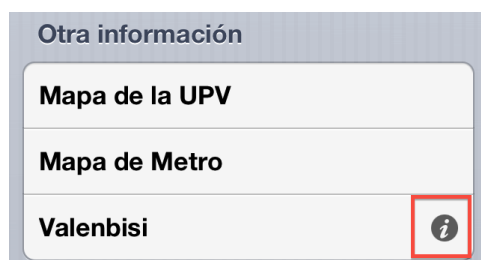 Otra información
Mapa de la UPV
Mapa de Metro
Valenbisi